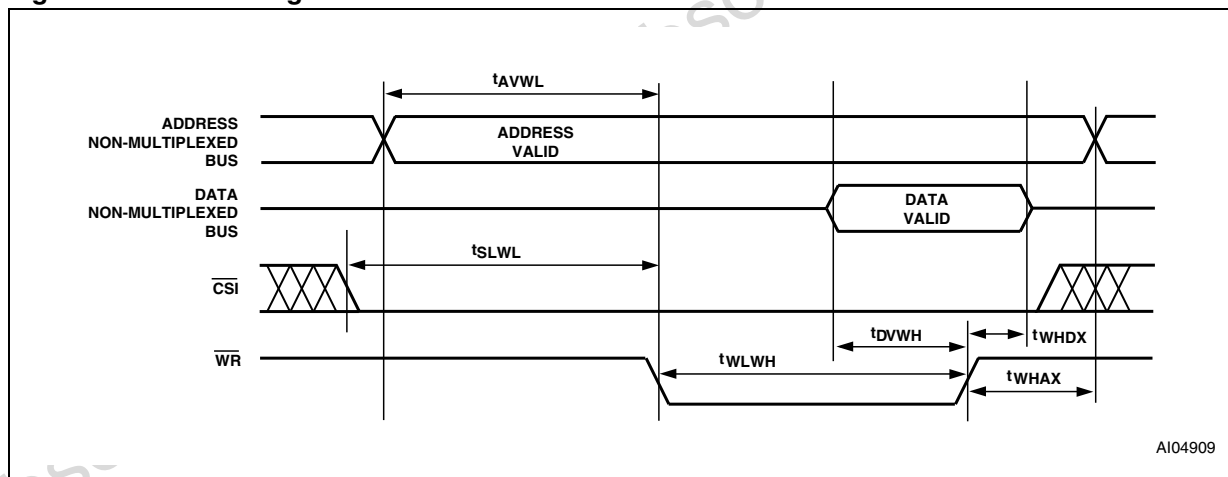 tAVWL
ADDRESS
NON-MULTIPLEXED
BUS
ADDRESS
VALID
DATA
NON-MULTIPLEXED
BUS
DATA
VALID
tSLWL
CSI
tDVWH
tWHDX
WR
tWLWH
tWHAX
AI04909